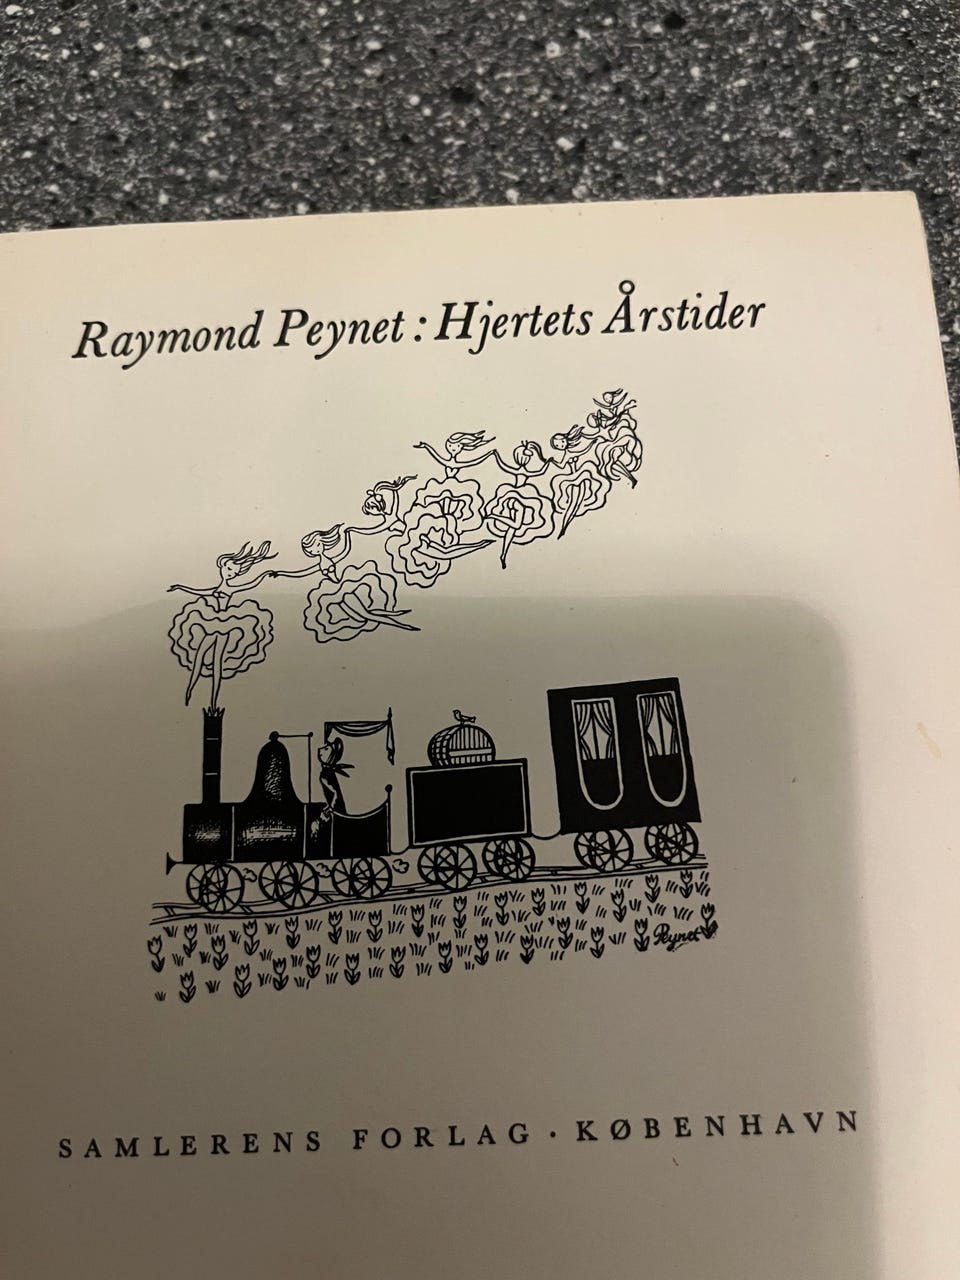 Raymond Peynet: Hjertets Årstider
Peynet
SAMLERENS FORLAG · KØBENHAVN